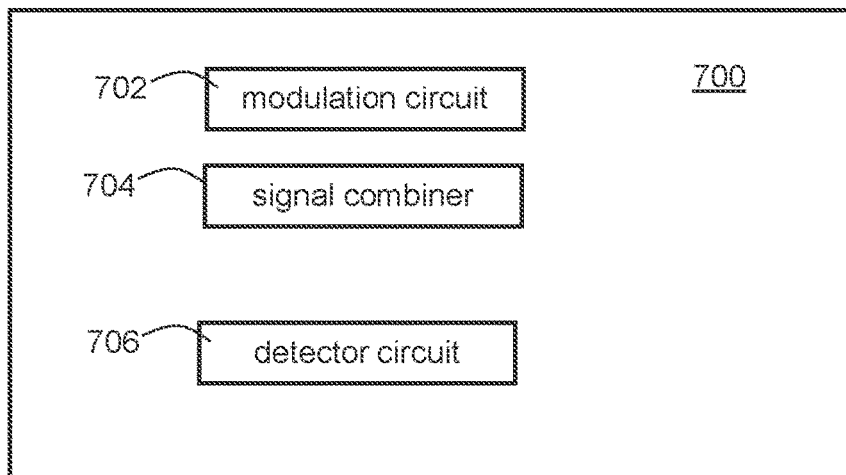 702 modulation circuit 700
704 signal combiner
706 detector circuit